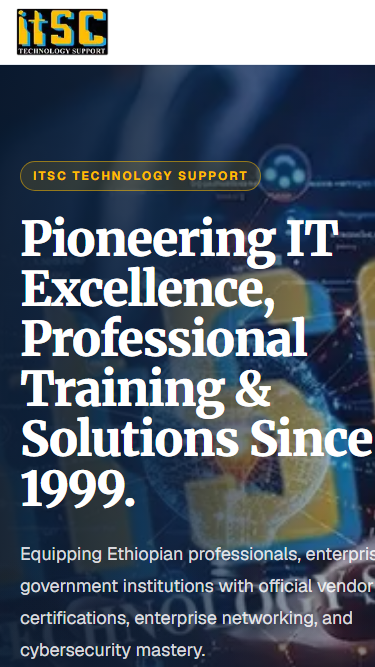 itSC
TECHNOLOGY SUPPORT
ITSC TECHNOLOGY SUPPORT
Pioneering IT
Excellence,
Professional
Training &
Solutions Since
1999.
Equipping Ethiopian professionals, enterpris
government institutions with official vendor
certifications, enterprise networking, and
cybersecurity mastery.